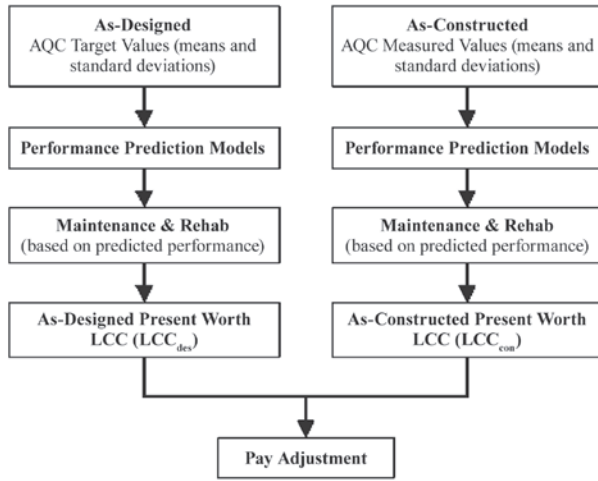 As-Designed
AQC Target Values (means and
standard deviations)
As-Constructed
AQC Measured Values (means and
standard deviations)
Performance Prediction Models
Performance Prediction Models
Maintenance & Rehab
(based on predicted performance)
Maintenance & Rehab
(based on predicted performance)
As-Designed Present Worth
LCC (LCCdes)
As-Constructed Present Worth
LCC (LCCcon)
Pay Adjustment